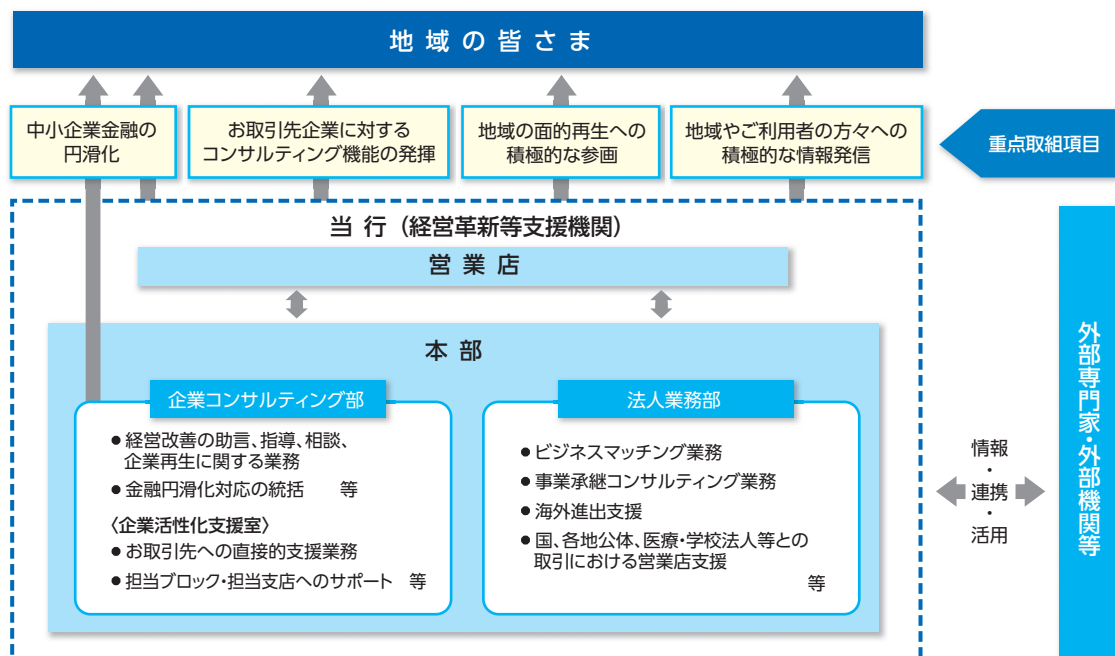 地域の皆さま
中小企業金融の
円滑化
お取引先企業に対する
コンサルティング機能の発揮
地域の面的再生への
積極的な参画
地域やご利用者の方々への
積極的な情報発信
重点取組項目
当行（経営革新等支援機関）
営業店
本部
企業コンサルティング部
●経営改善の助言、指導、相談、
企業再生に関する業務
●金融円滑化対応の統括　等
〈企業活性化支援室〉
●お取引先への直接的支援業務
●担当ブロック・担当支店へのサポート　等
法人業務部
●ビジネスマッチング業務
●事業承継コンサルティング業務
●海外進出支援
●国、各地公体、医療・学校法人等との
取引における営業店支援
等
情報
・
連携
・
活用
外部専門家・外部機関等